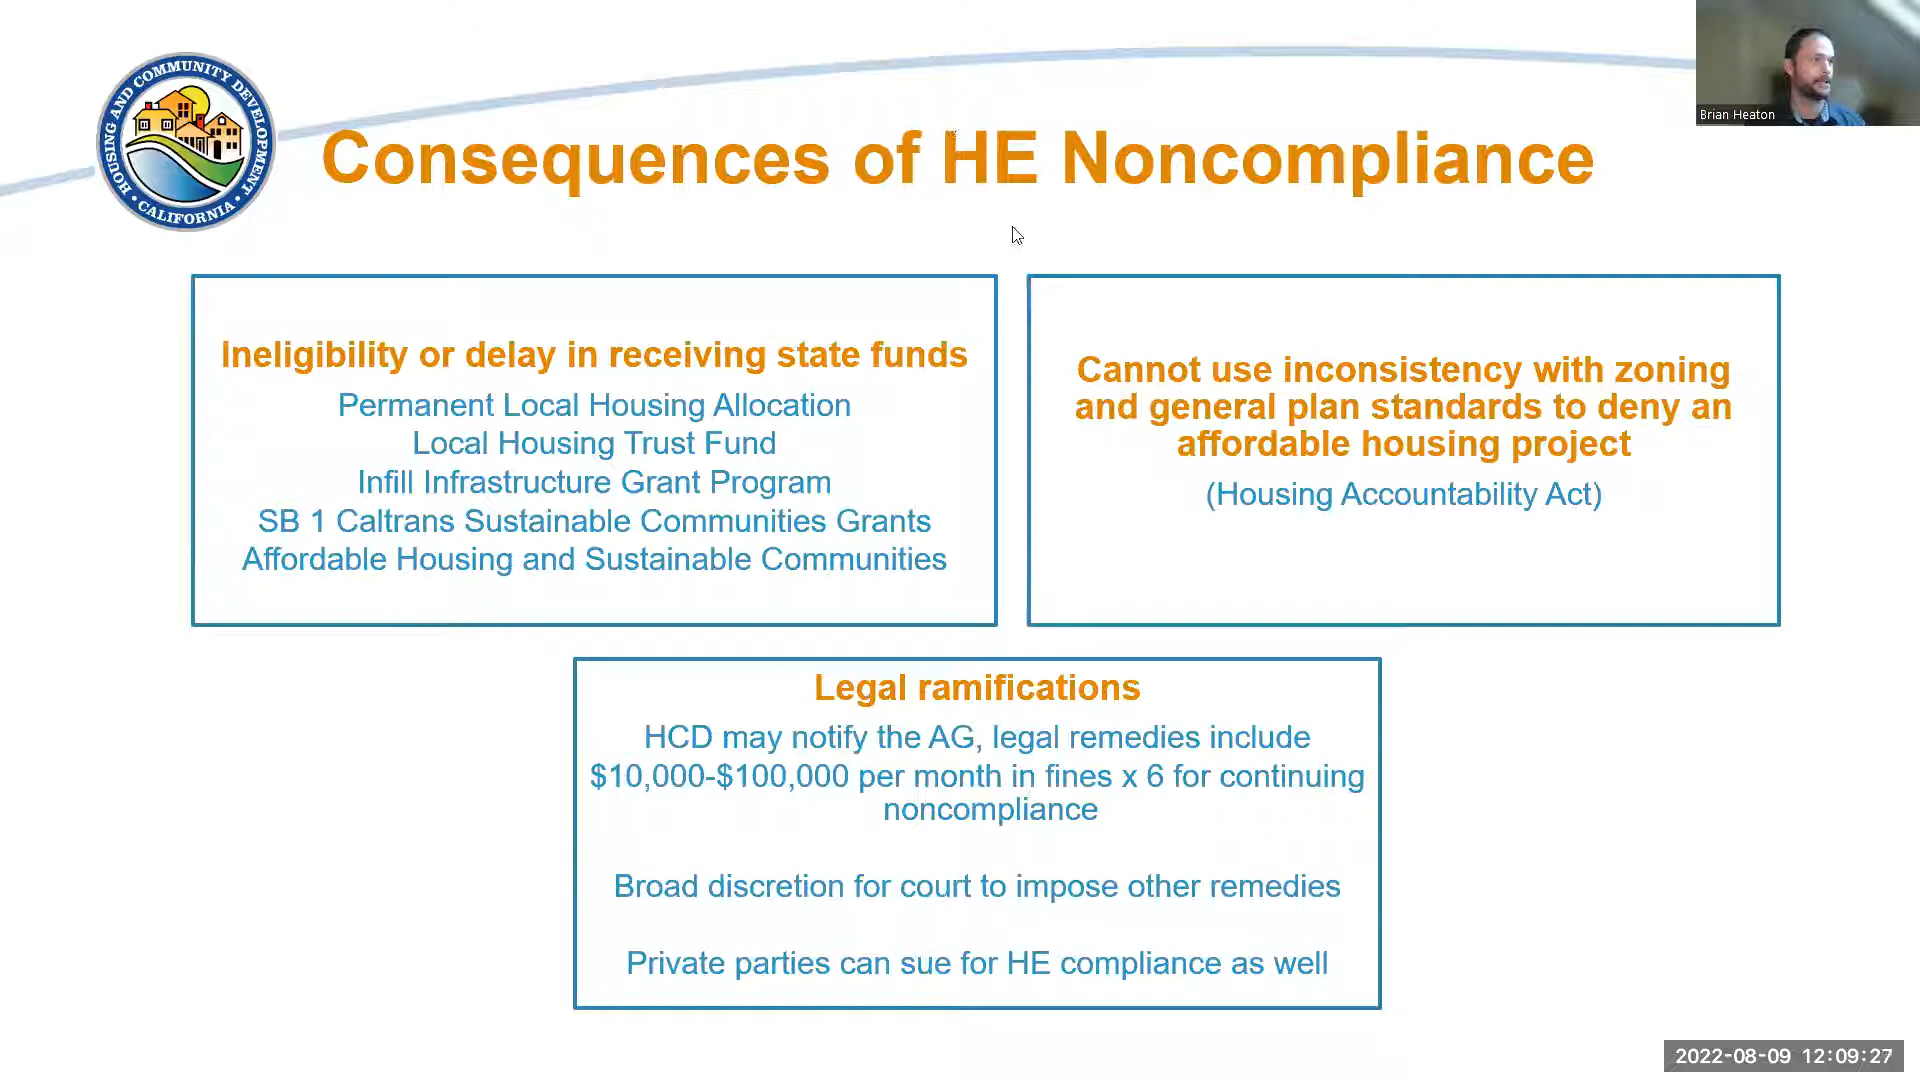 HOUSING AND COMMUNITY DEVELOPMENT
• CALIFORNIA •
Brian Heaton
Consequences of HE Noncompliance
Ineligibility or delay in receiving state funds
Permanent Local Housing Allocation
Local Housing Trust Fund
Infill Infrastructure Grant Program
SB 1 Caltrans Sustainable Communities Grants
Affordable Housing and Sustainable Communities
Cannot use inconsistency with zoning
and general plan standards to deny an
affordable housing project
(Housing Accountability Act)
Legal ramifications
HCD may notify the AG, legal remedies include
$10,000-$100,000 per month in fines x 6 for continuing
noncompliance
Broad discretion for court to impose other remedies
Private parties can sue for HE compliance as well
2022-08-09 12:09:27